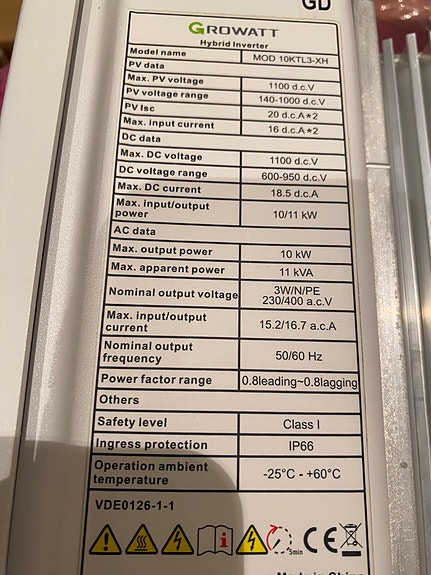 GD
GROWATT
Hybrid Inverter
Model name MOD 10KTL3-XH
PV data
Max. PV voltage 1100 d.c.V
PV voltage range 140-1000 d.c.V
PV Isc 20 d.c.A*2
Max. input current 16 d.c.A*2
DC data
Max. DC voltage 1100 d.c.V
DC voltage range 600-950 d.c.V
Max. DC current 18.5 d.c.A
Max. input/output
power 10/11 kW
AC data
Max. output power 10 kW
Max. apparent power 11 kVA
Nominal output voltage 3W/N/PE
230/400 a.c.V
Max. input/output
current 15.2/16.7 a.c.A
Nominal output
frequency 50/60 Hz
Power factor range 0.8leading~0.8lagging
Others
Safety level Class I
Ingress protection IP66
Operation ambient
temperature -25°C - +60°C
VDE0126-1-1
5min CE
Made in China